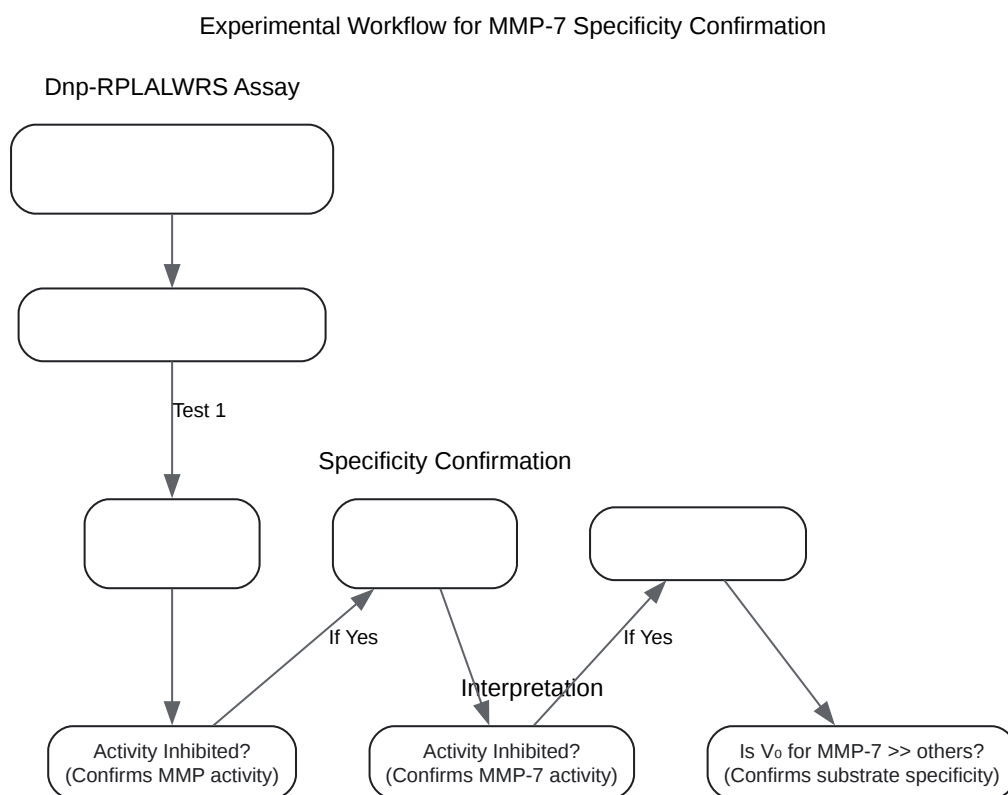 Experimental Workflow for MMP-7 Specificity Confirmation
Dnp-RPLALWRS Assay
Test 1
Specificity Confirmation
If Yes
If Yes
Interpretation
Activity Inhibited?
(Confirms MMP activity)
Activity Inhibited?
(Confirms MMP-7 activity)
Is V₀ for MMP-7 >> others?
(Confirms substrate specificity)